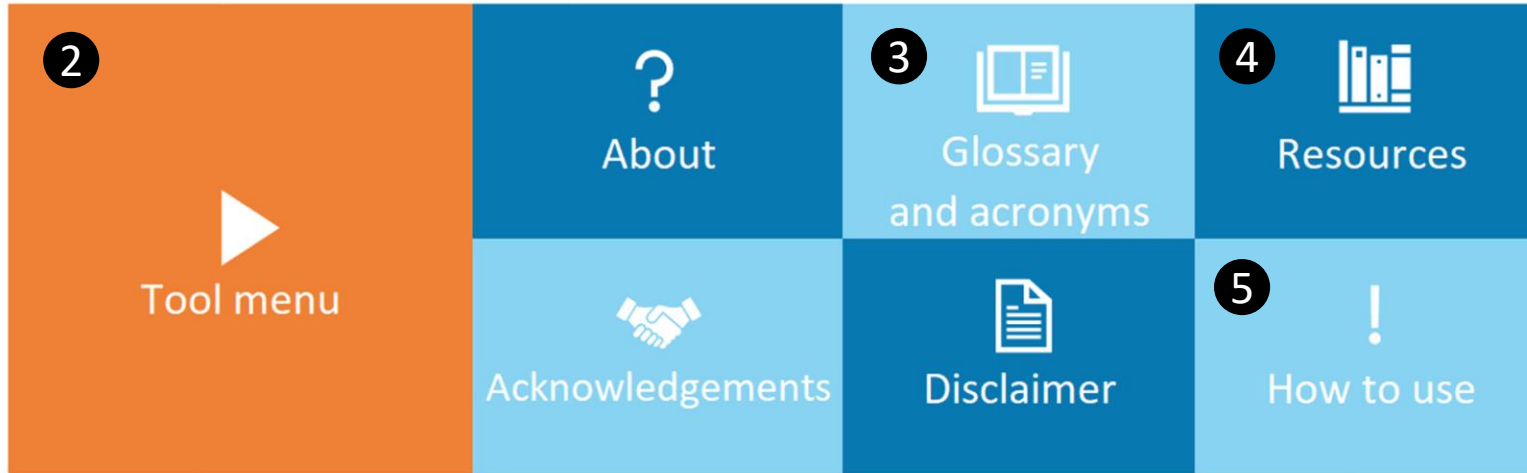 2
Tool menu
?
About
3
Glossary
and acronyms
4
Resources
Acknowledgements
Disclaimer
5
!
How to use